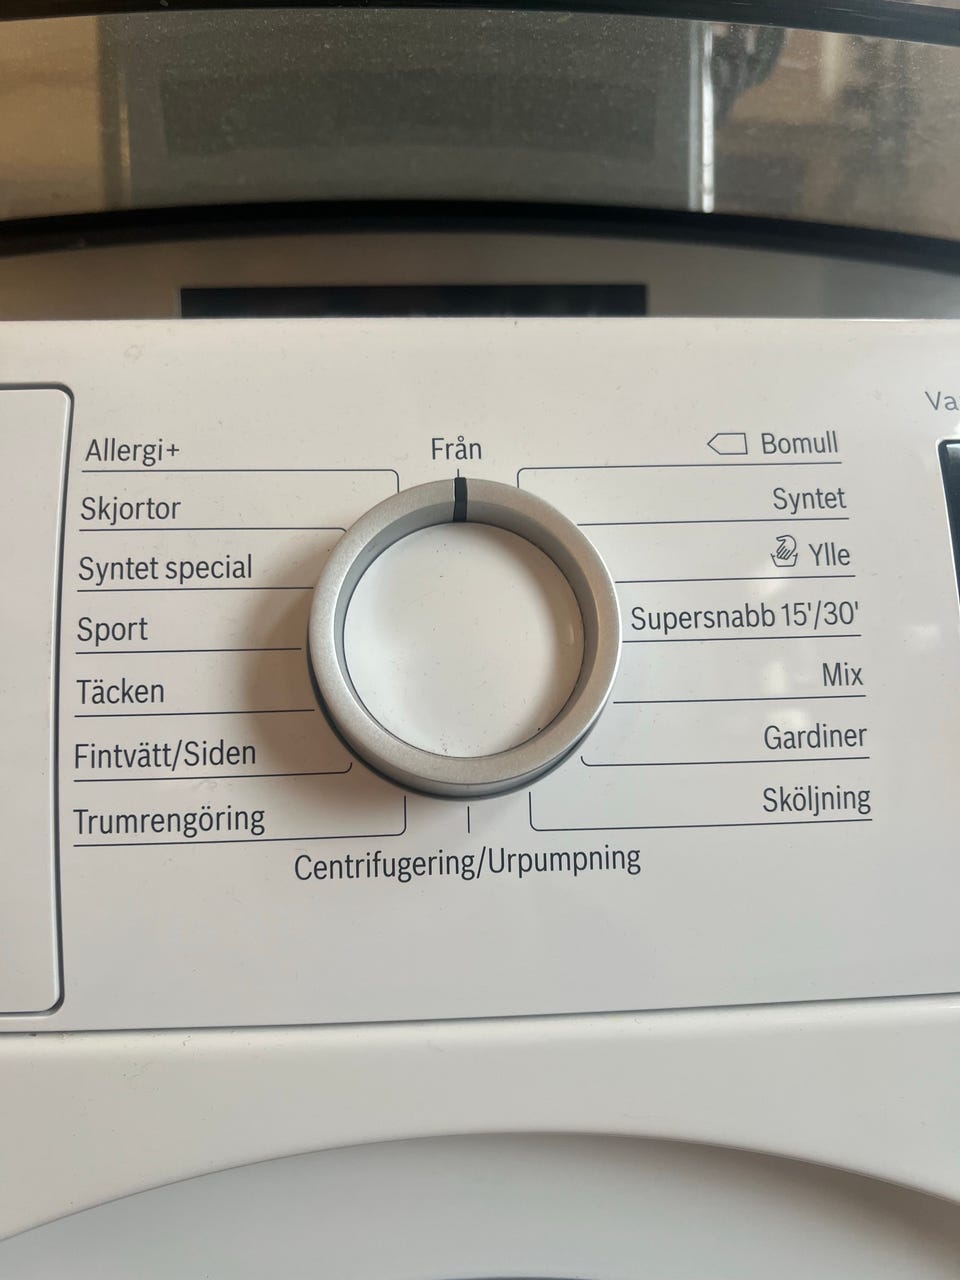 Allergi+
Skjortor
Syntet special
Sport
Täcken
Fintvätt/Siden
Trumrengöring
Från
Centrifugering/Urpumpning
Bomull
Syntet
Ylle
Supersnabb 15'/30'
Mix
Gardiner
Sköljning